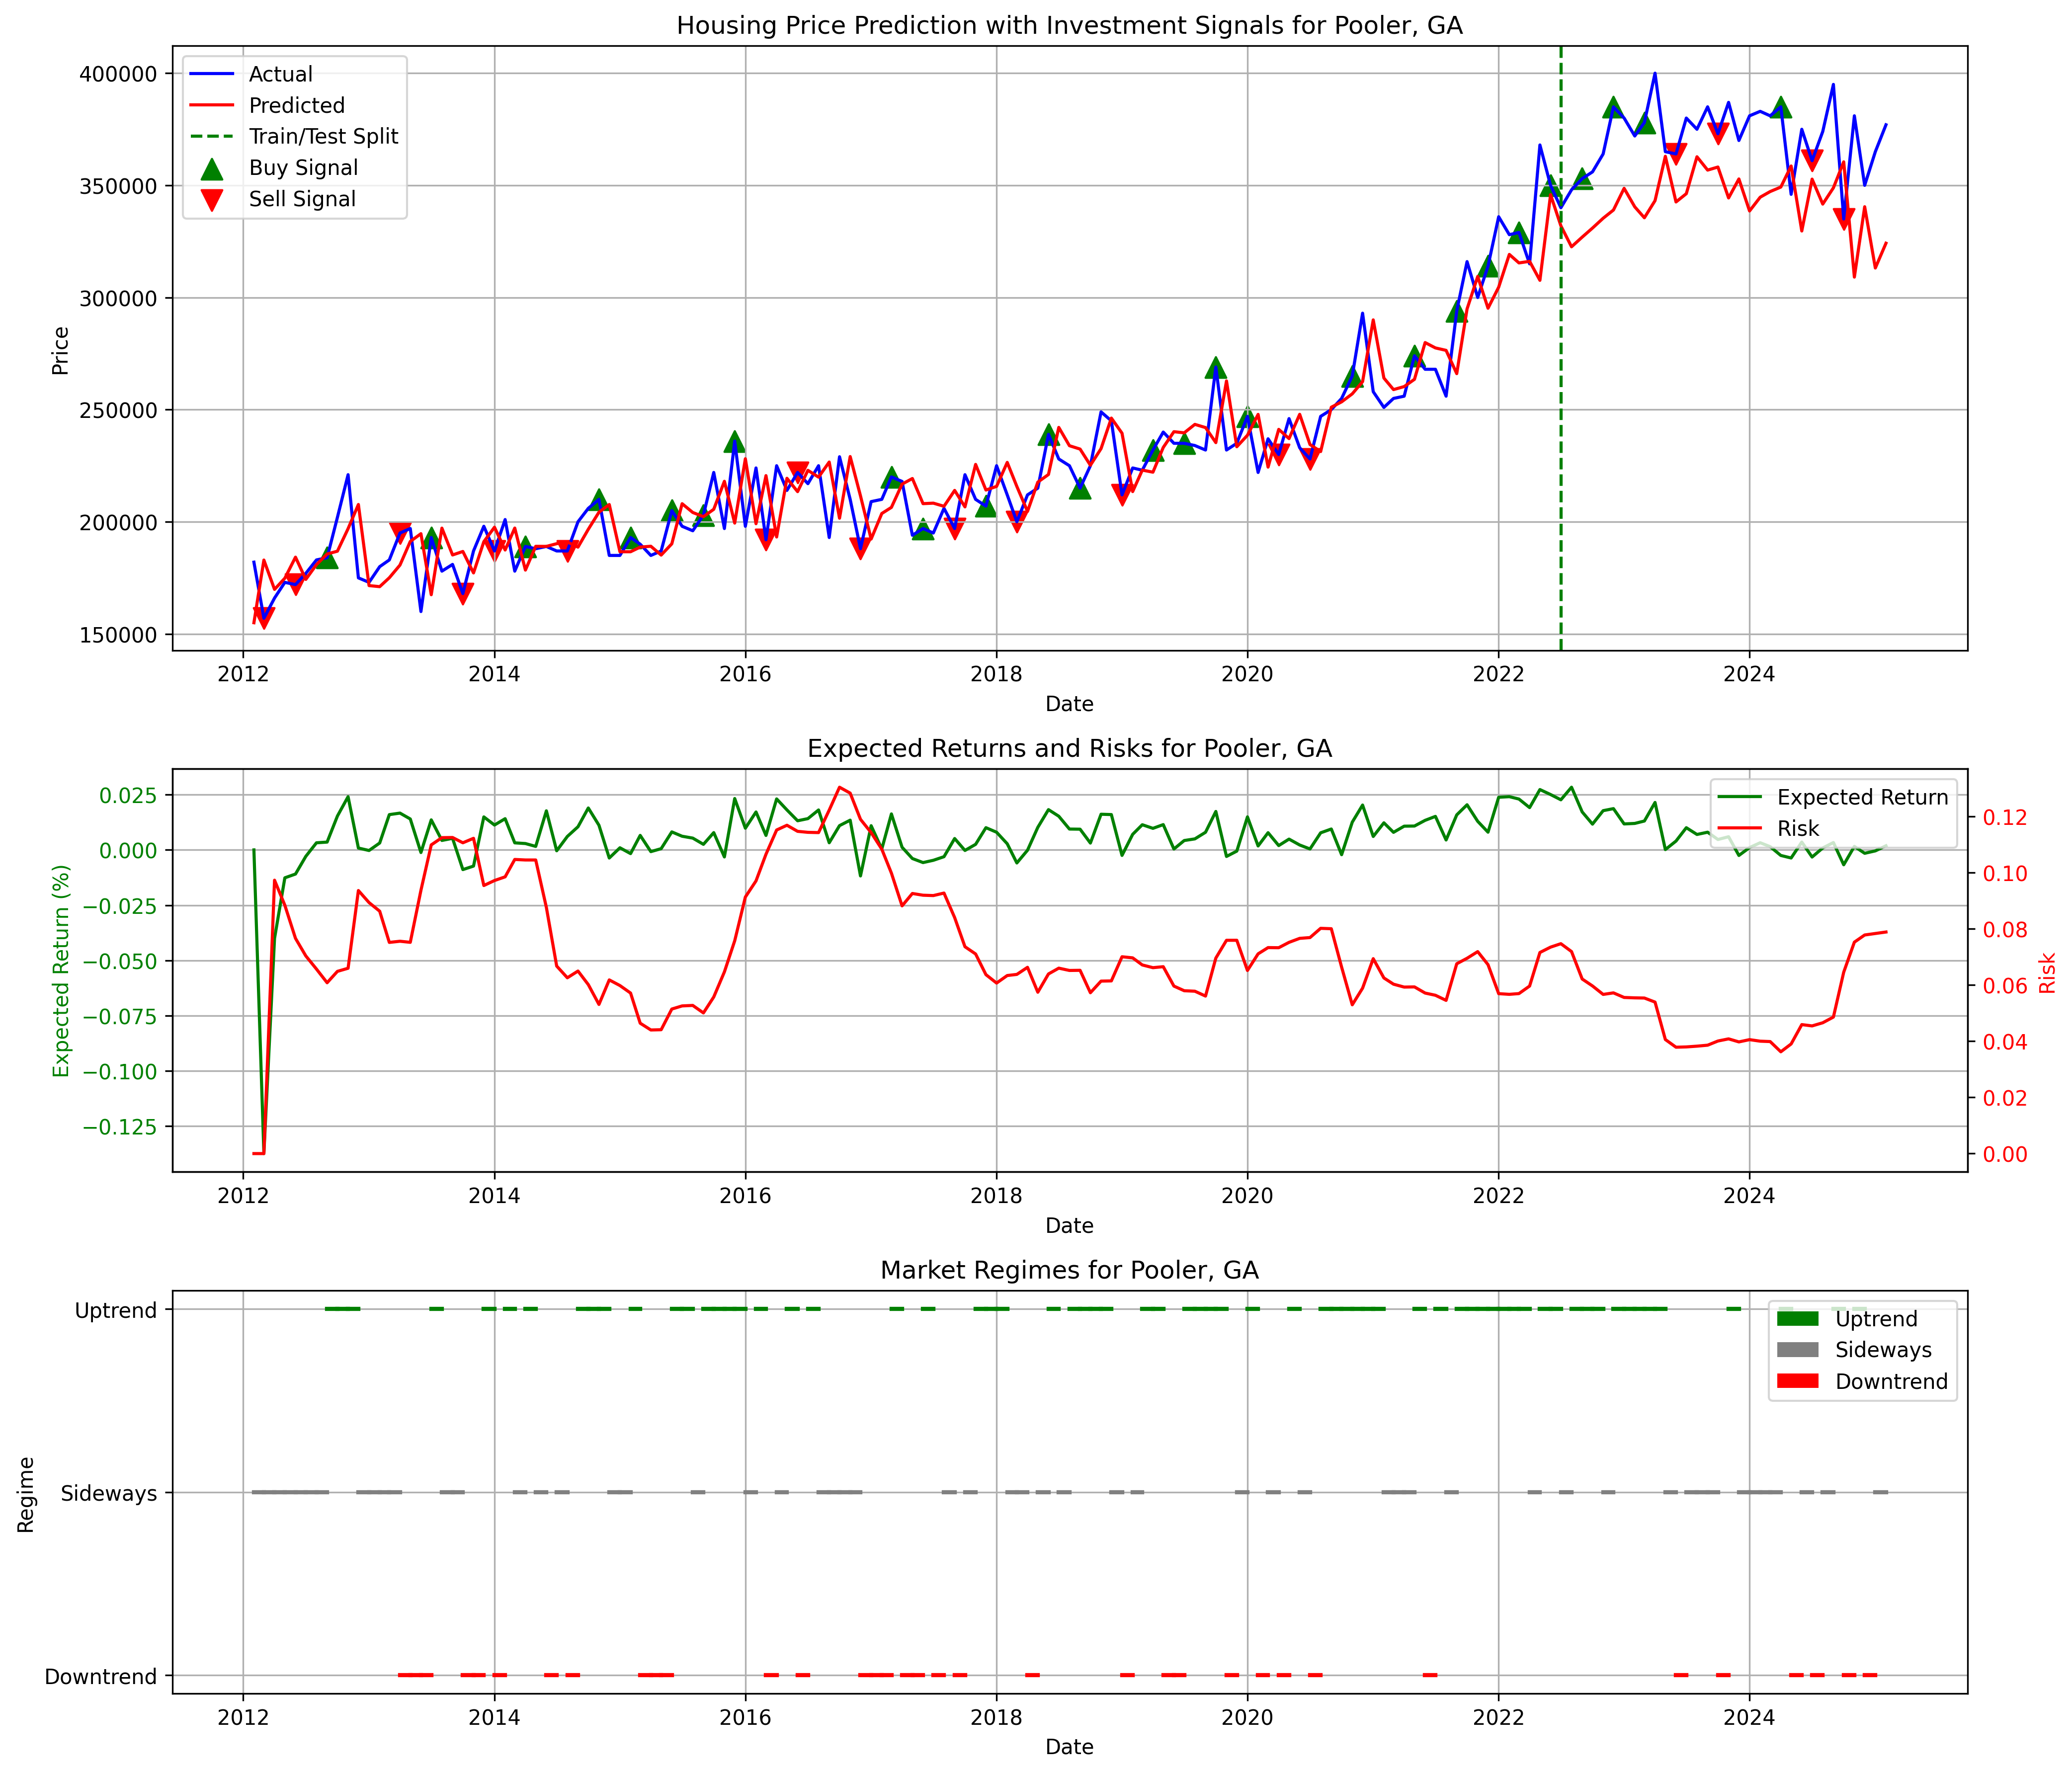 Housing Price Prediction with Investment Signals for Pooler, GA
Actual
Predicted
Train/Test Split
Buy Signal
Sell Signal
400000
350000
300000
250000
200000
150000
Price
2012 2014 2016 2018 2020 2022 2024
Date
Expected Returns and Risks for Pooler, GA
Expected Return
Risk
0.025
0.000
−0.025
−0.050
−0.075
−0.100
−0.125
Expected Return (%)
0.12
0.10
0.08
0.06
0.04
0.02
0.00
Risk
2012 2014 2016 2018 2020 2022 2024
Date
Market Regimes for Pooler, GA
Uptrend
Sideways
Downtrend
Regime
Uptrend
Sideways
Downtrend
2012 2014 2016 2018 2020 2022 2024
Date